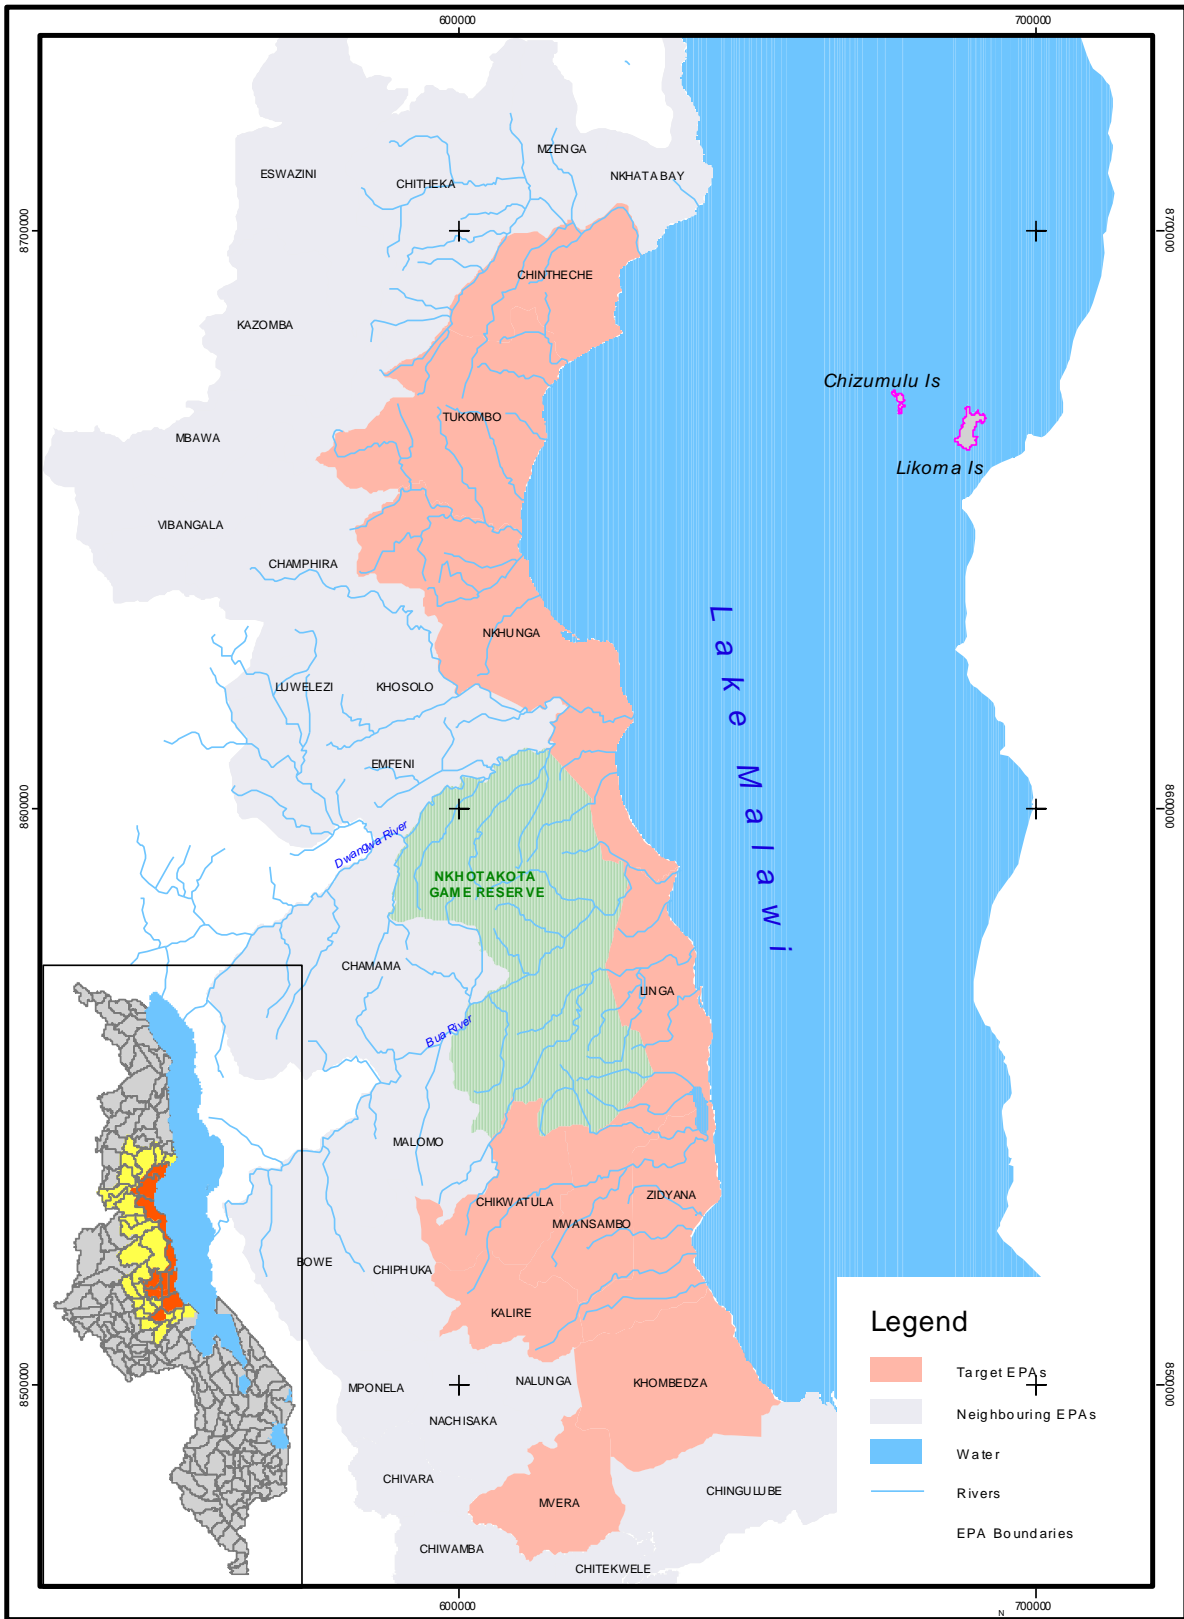 600000
700000
MZENGA
ESWAZINI
CHITHEKA
NKHATA BAY
8700000
8700000
CHINTHECHE
KAZOMBA
Chizumulu Is
TUKOMBO
MBAWA
Likoma Is
VIBANGALA
CHAMPHIRA
NKHUNGA
Lake Malawi
LUWELEZI
KHOSOLO
EMFENI
8600000
8600000
Dwangwa River
NKHOTAKOTA
GAME RESERVE
CHAMAMA
LINGA
Bua River
MALOMO
CHIKWATULA
ZIDYANA
MWANSAMBO
BOWE
CHIPHUKA
KALIRE
Legend
Target EPAs
Neighbouring EPAs
Water
Rivers
EPA Boundaries
8500000
8500000
MPONELA
NALUNGA
KHOMBEDZA
NACHISAKA
CHIVARA
MVERA
CHINGULUBE
CHIWAMBA
CHITEKWELE
600000
700000
N